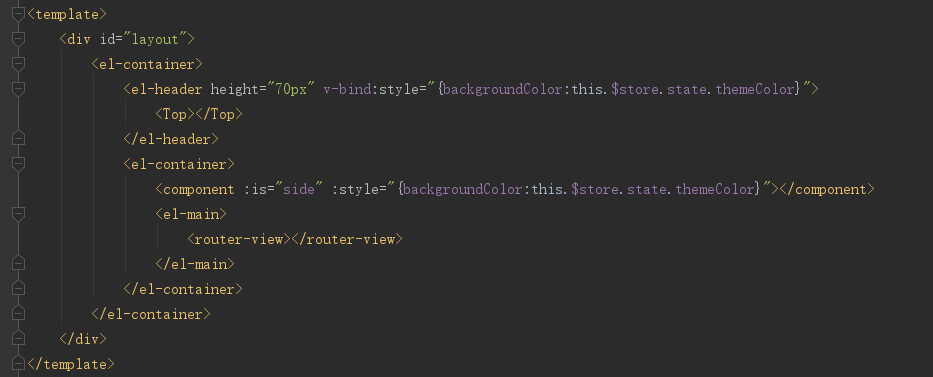 <template>
<div id="layout">
<el-container>
<el-header height="70px" v-bind:style="{backgroundColor:this.$store.state.themeColor}">
<Top></Top>
</el-header>
<el-container>
<component :is="side" :style="{backgroundColor:this.$store.state.themeColor}"></component>
<el-main>
<router-view></router-view>
</el-main>
</el-container>
</el-container>
</div>
</template>